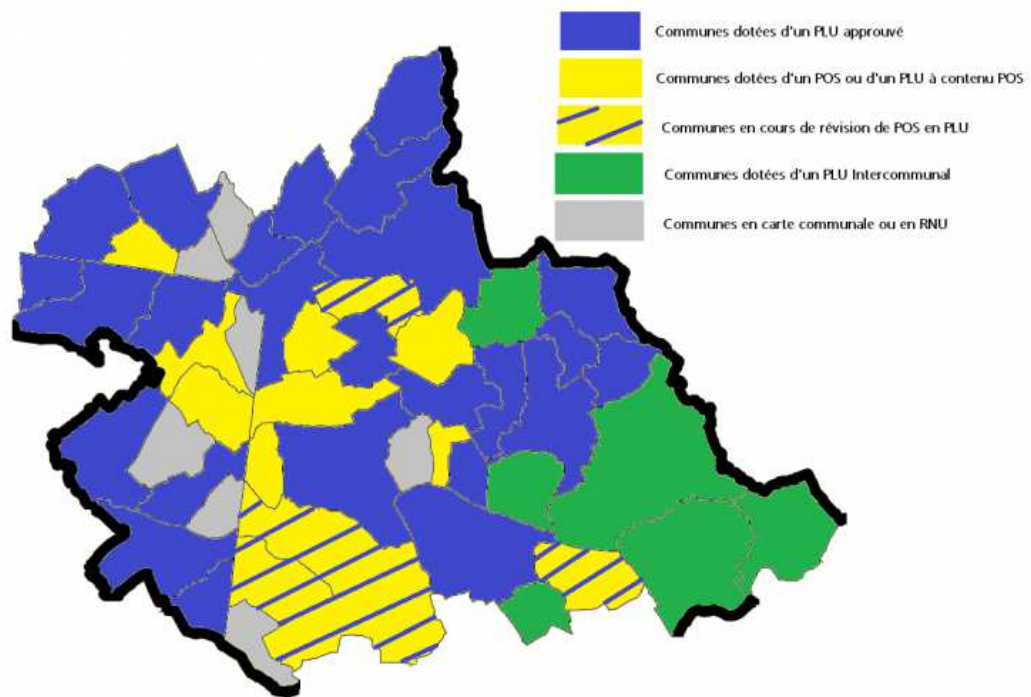 Communes dotées d'un PLU approuvé
Communes dotées d'un POS ou d'un PLU à contenu POS
Communes en cours de révision de POS en PLU
Communes dotées d'un PLU Intercommunal
Communes en carte communale ou en RNU